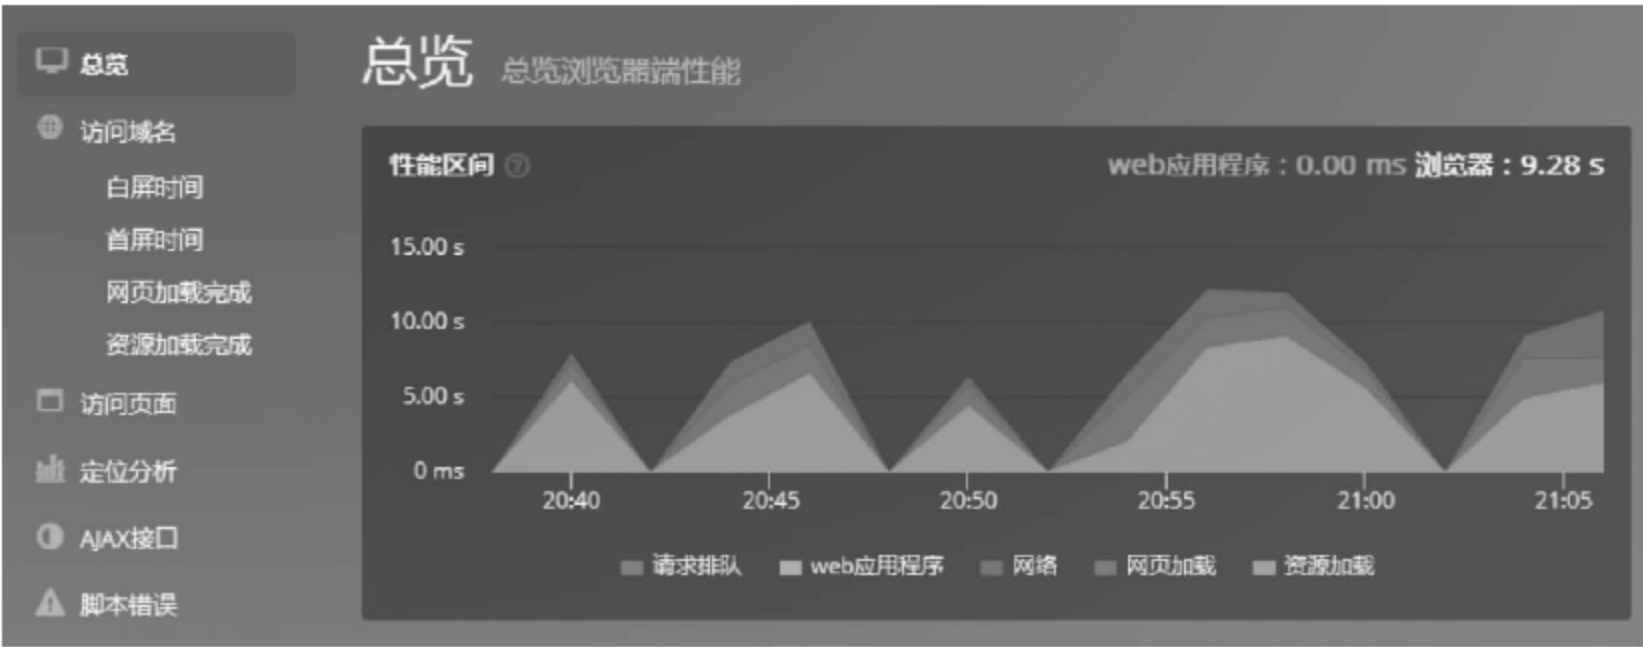 总览
访问域名
白屏时间
首屏时间
网页加载完成
资源加载完成
访问页面
定位分析
AJAX接口
脚本错误
总览 总览浏览器端性能
性能区间 ? web应用程序：0.00 ms 浏览器：9.28 s
15.00 s
10.00 s
5.00 s
0 ms
20:40 20:45 20:50 20:55 21:00 21:05
请求排队 web应用程序 网络 网页加载 资源加载